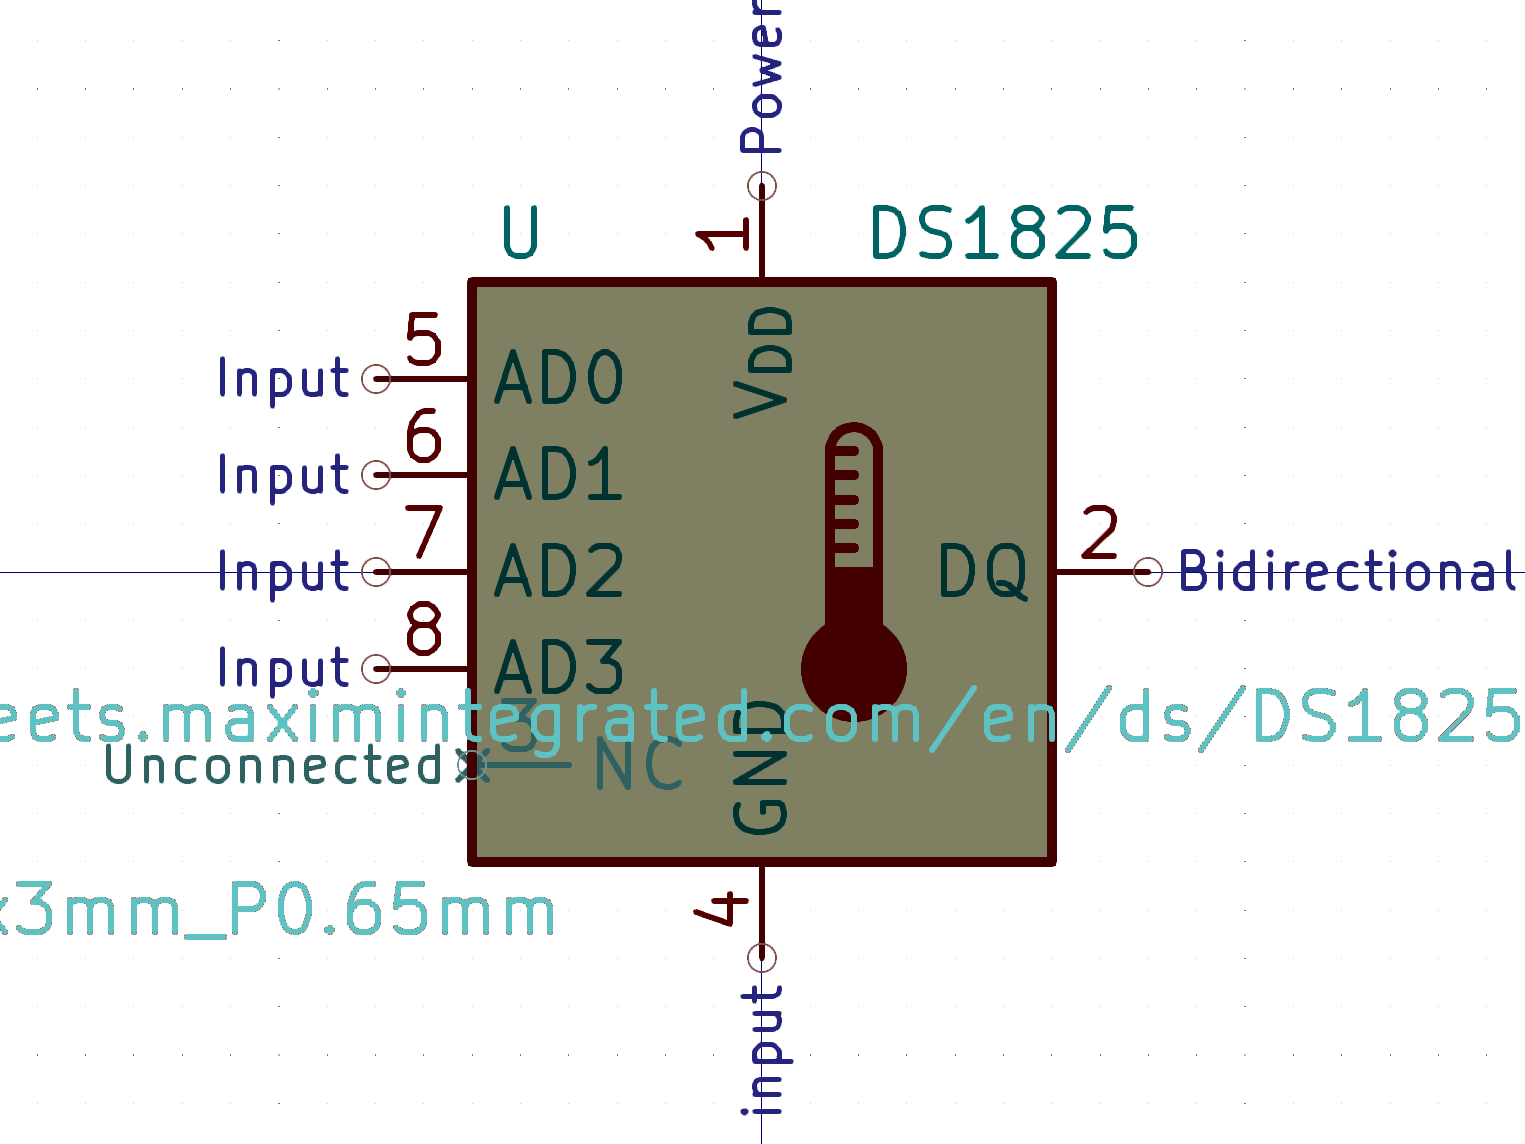 Power
U
1
DS1825
VDD
5
Input
AD0
6
Input
AD1
7
Input
AD2
DQ
2
Bidirectional
8
Input
AD3
eets.maximintegrated.com/en/ds/DS1825
3
Unconnected
NC
GND
x3mm_P0.65mm
4
input